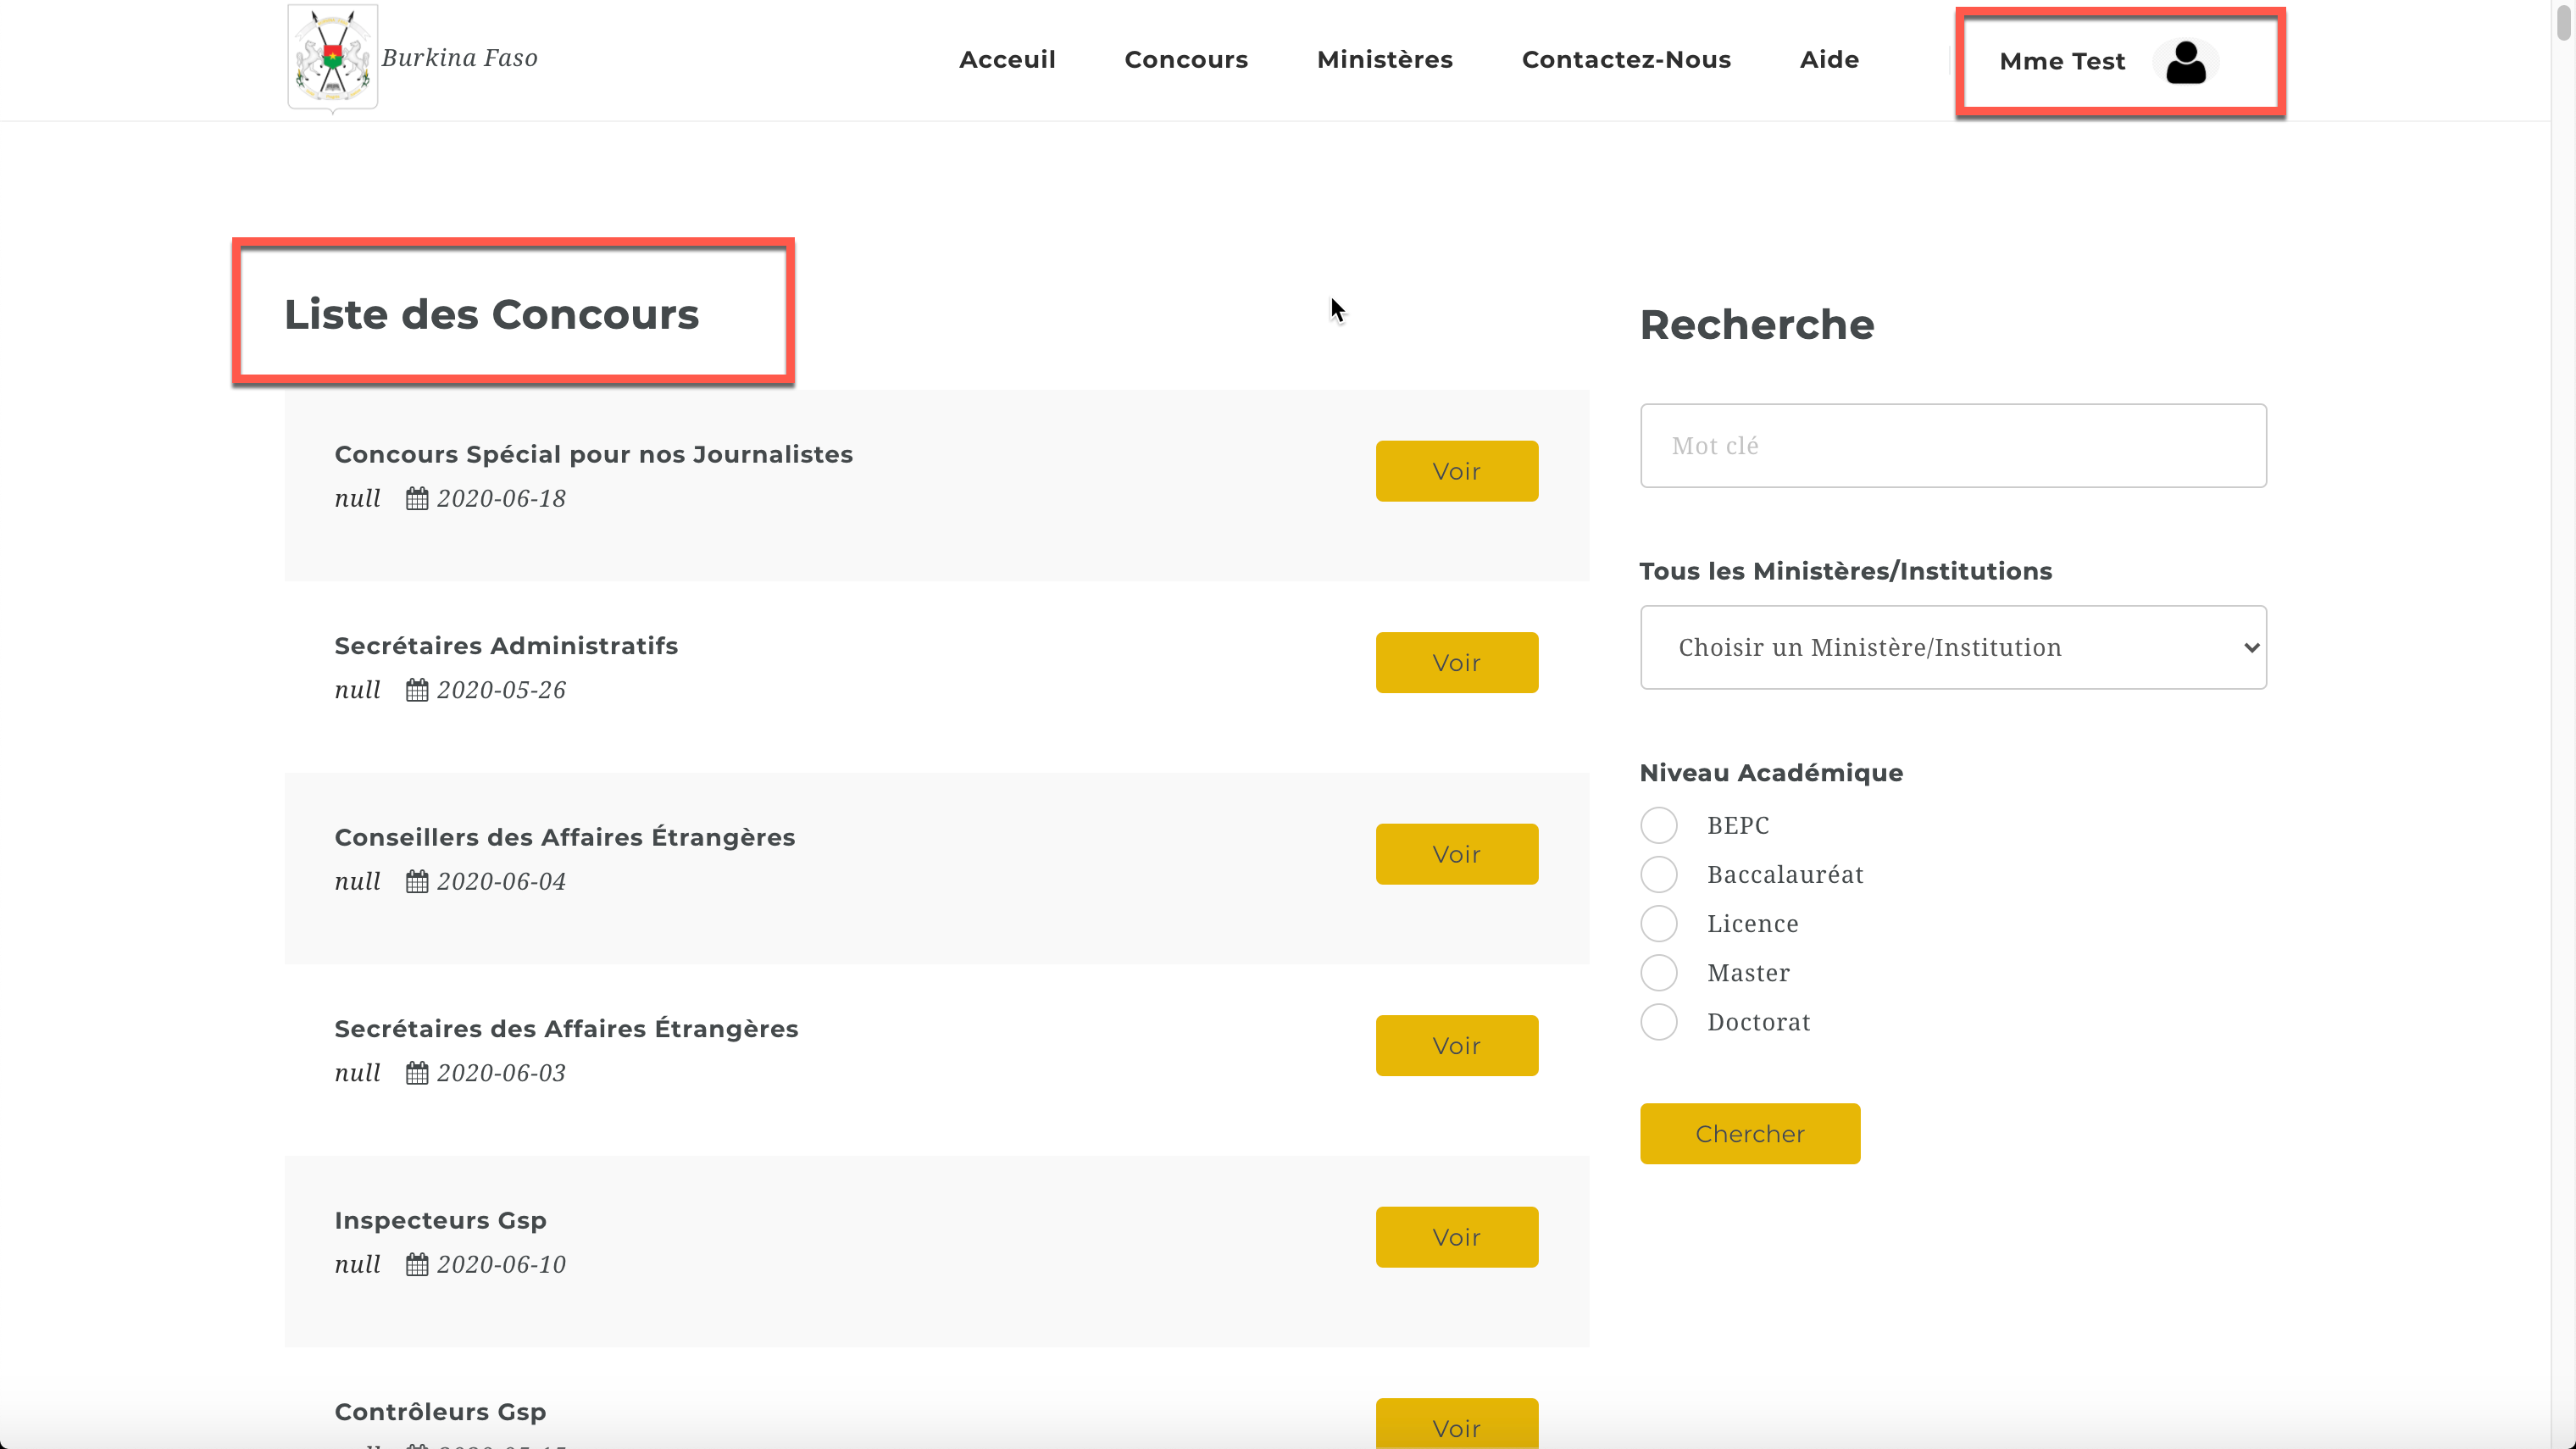 Burkina Faso
Acceuil Concours Ministères Contactez-Nous Aide Mme Test
Liste des Concours
Concours Spécial pour nos Journalistes
null 2020-06-18
Voir
Secrétaires Administratifs
null 2020-05-26
Voir
Conseillers des Affaires Étrangères
null 2020-06-04
Voir
Secrétaires des Affaires Étrangères
null 2020-06-03
Voir
Inspecteurs Gsp
null 2020-06-10
Voir
Contrôleurs Gsp
Voir
Recherche
Mot clé
Tous les Ministères/Institutions
Choisir un Ministère/Institution
Niveau Académique
BEPC
Baccalauréat
Licence
Master
Doctorat
Chercher